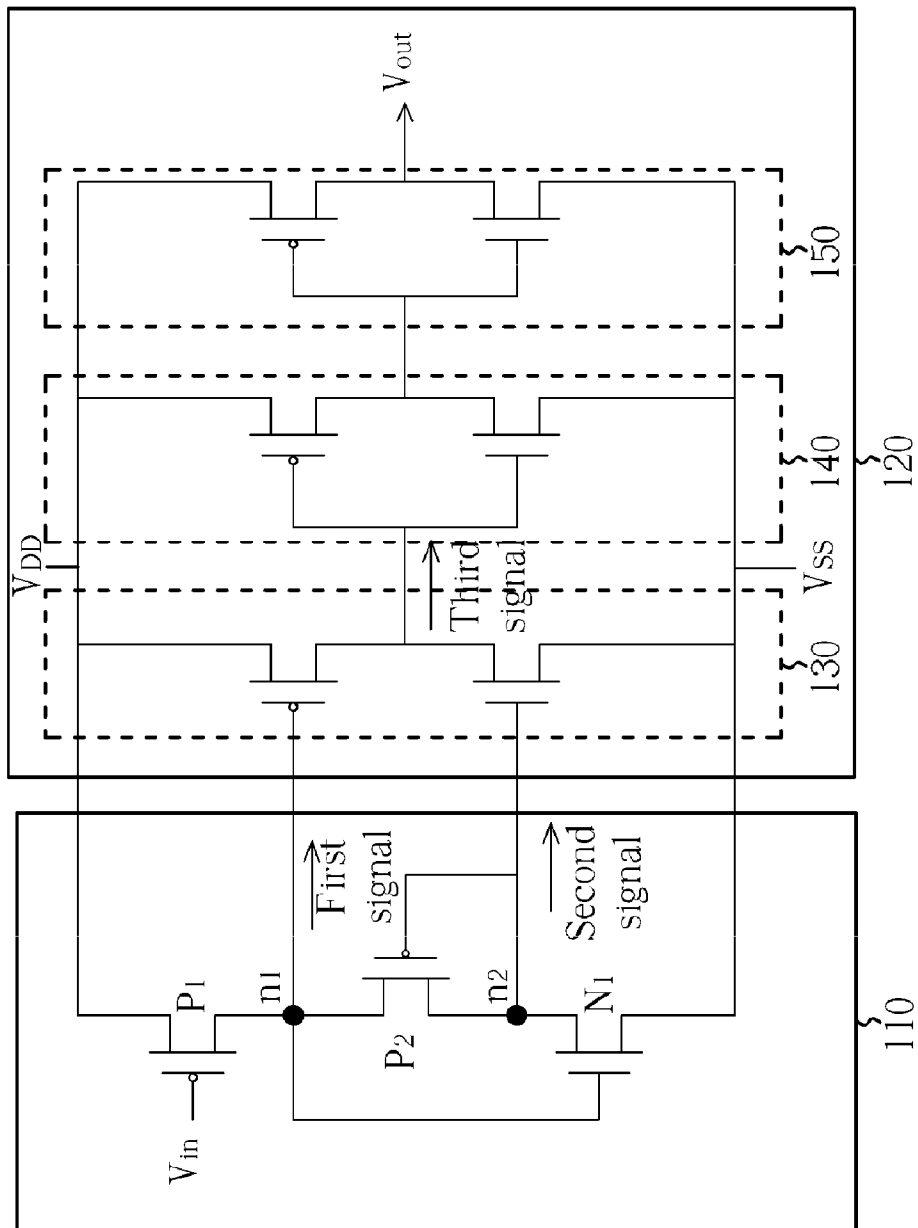 VDD
Vin
P1
n1
First
signal
P2
n2
Second
signal
N1
Third
signal
Vout
VSS
130
140
150
110
120